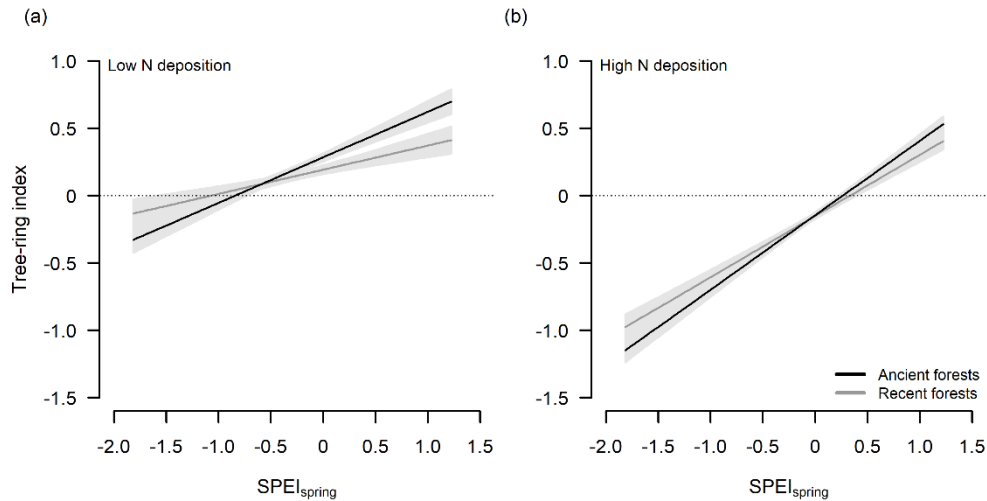 (a)
(b)
Low N deposition
High N deposition
Tree-ring index
1.0
0.5
0
-0.5
-1.0
-1.5
1.0
0.5
0
-0.5
-1.0
-1.5
Ancient forests
Recent forests
-2.0 -1.5 -1.0 -0.5 0 0.5 1.0 1.5
-2.0 -1.5 -1.0 -0.5 0 0.5 1.0 1.5
SPEIspring
SPEIspring